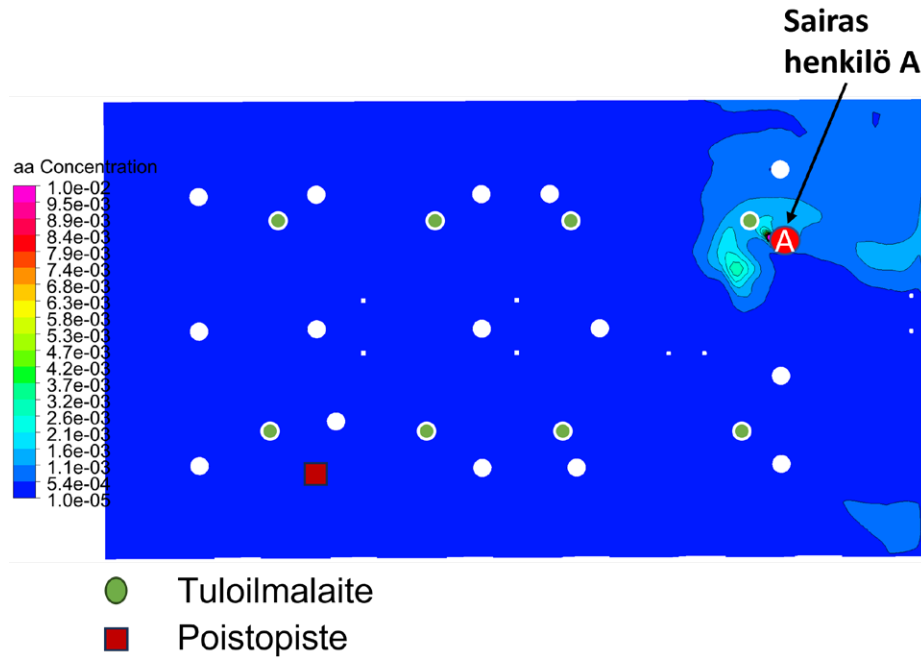 Sairas
henkilö A
aa Concentration
1.0e-02
9.5e-03
8.9e-03
8.4e-03
7.9e-03
7.4e-03
6.8e-03
6.3e-03
5.8e-03
5.3e-03
4.7e-03
4.2e-03
3.7e-03
3.2e-03
2.6e-03
2.1e-03
1.6e-03
1.1e-03
5.4e-04
1.0e-05
A
Tuloilmalaite
Poistopiste